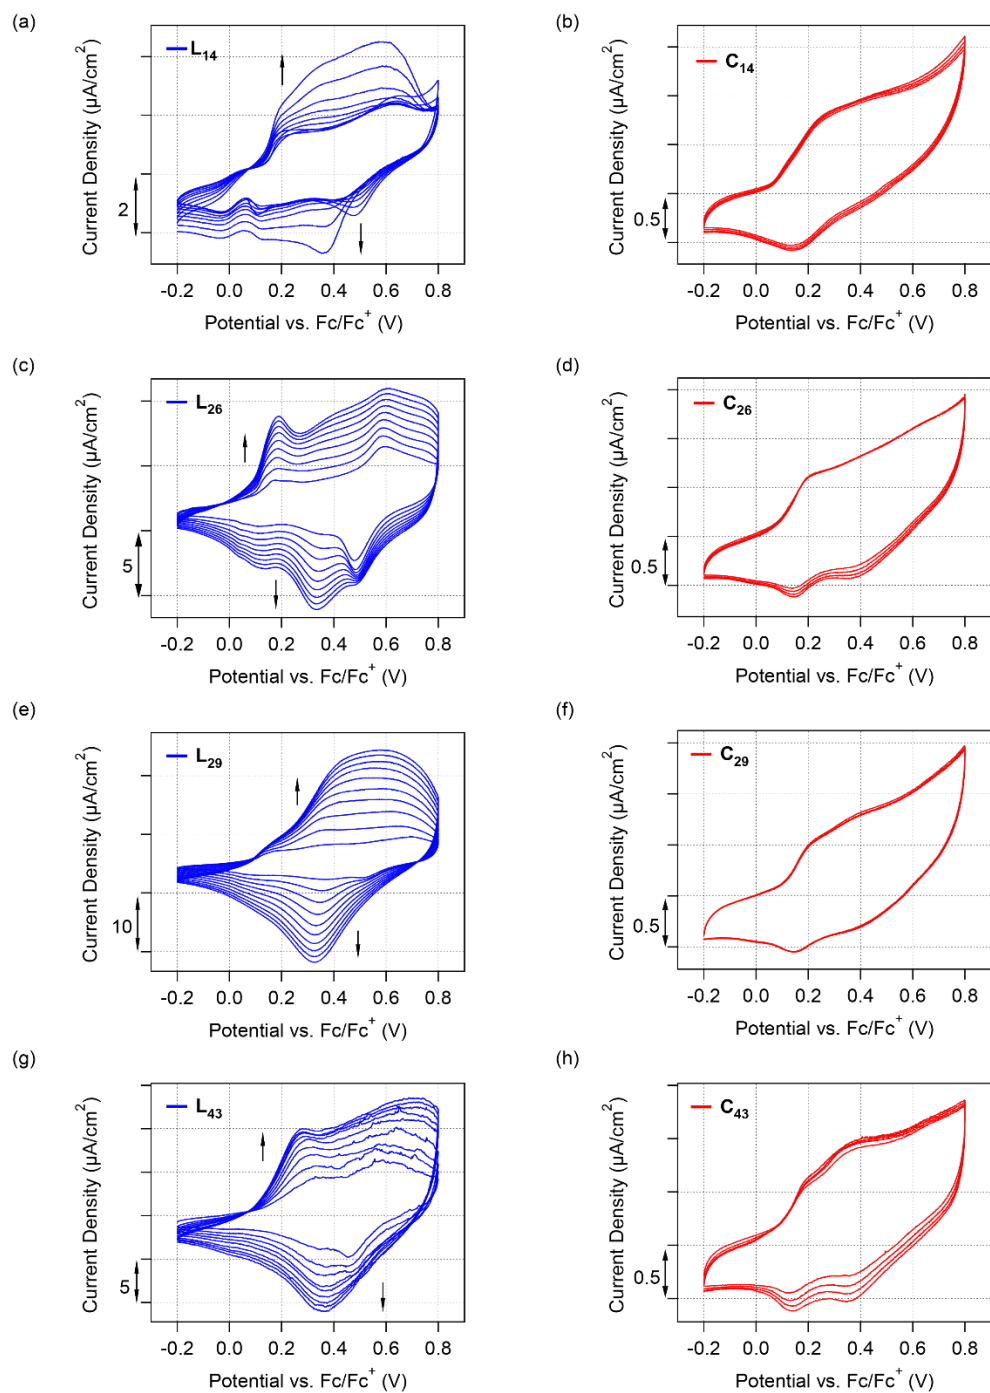 (a)
L14
Current Density (µA/cm2)
2
-0.2 0.0 0.2 0.4 0.6 0.8
Potential vs. Fc/Fc+ (V)
(b)
C14
Current Density (µA/cm2)
0.5
-0.2 0.0 0.2 0.4 0.6 0.8
Potential vs. Fc/Fc+ (V)
(c)
L26
Current Density (µA/cm2)
5
-0.2 0.0 0.2 0.4 0.6 0.8
Potential vs. Fc/Fc+ (V)
(d)
C26
Current Density (µA/cm2)
0.5
-0.2 0.0 0.2 0.4 0.6 0.8
Potential vs. Fc/Fc+ (V)
(e)
L29
Current Density (µA/cm2)
10
-0.2 0.0 0.2 0.4 0.6 0.8
Potential vs. Fc/Fc+ (V)
(f)
C29
Current Density (µA/cm2)
0.5
-0.2 0.0 0.2 0.4 0.6 0.8
Potential vs. Fc/Fc+ (V)
(g)
L43
Current Density (µA/cm2)
5
-0.2 0.0 0.2 0.4 0.6 0.8
Potential vs. Fc/Fc+ (V)
(h)
C43
Current Density (µA/cm2)
0.5
-0.2 0.0 0.2 0.4 0.6 0.8
Potential vs. Fc/Fc+ (V)